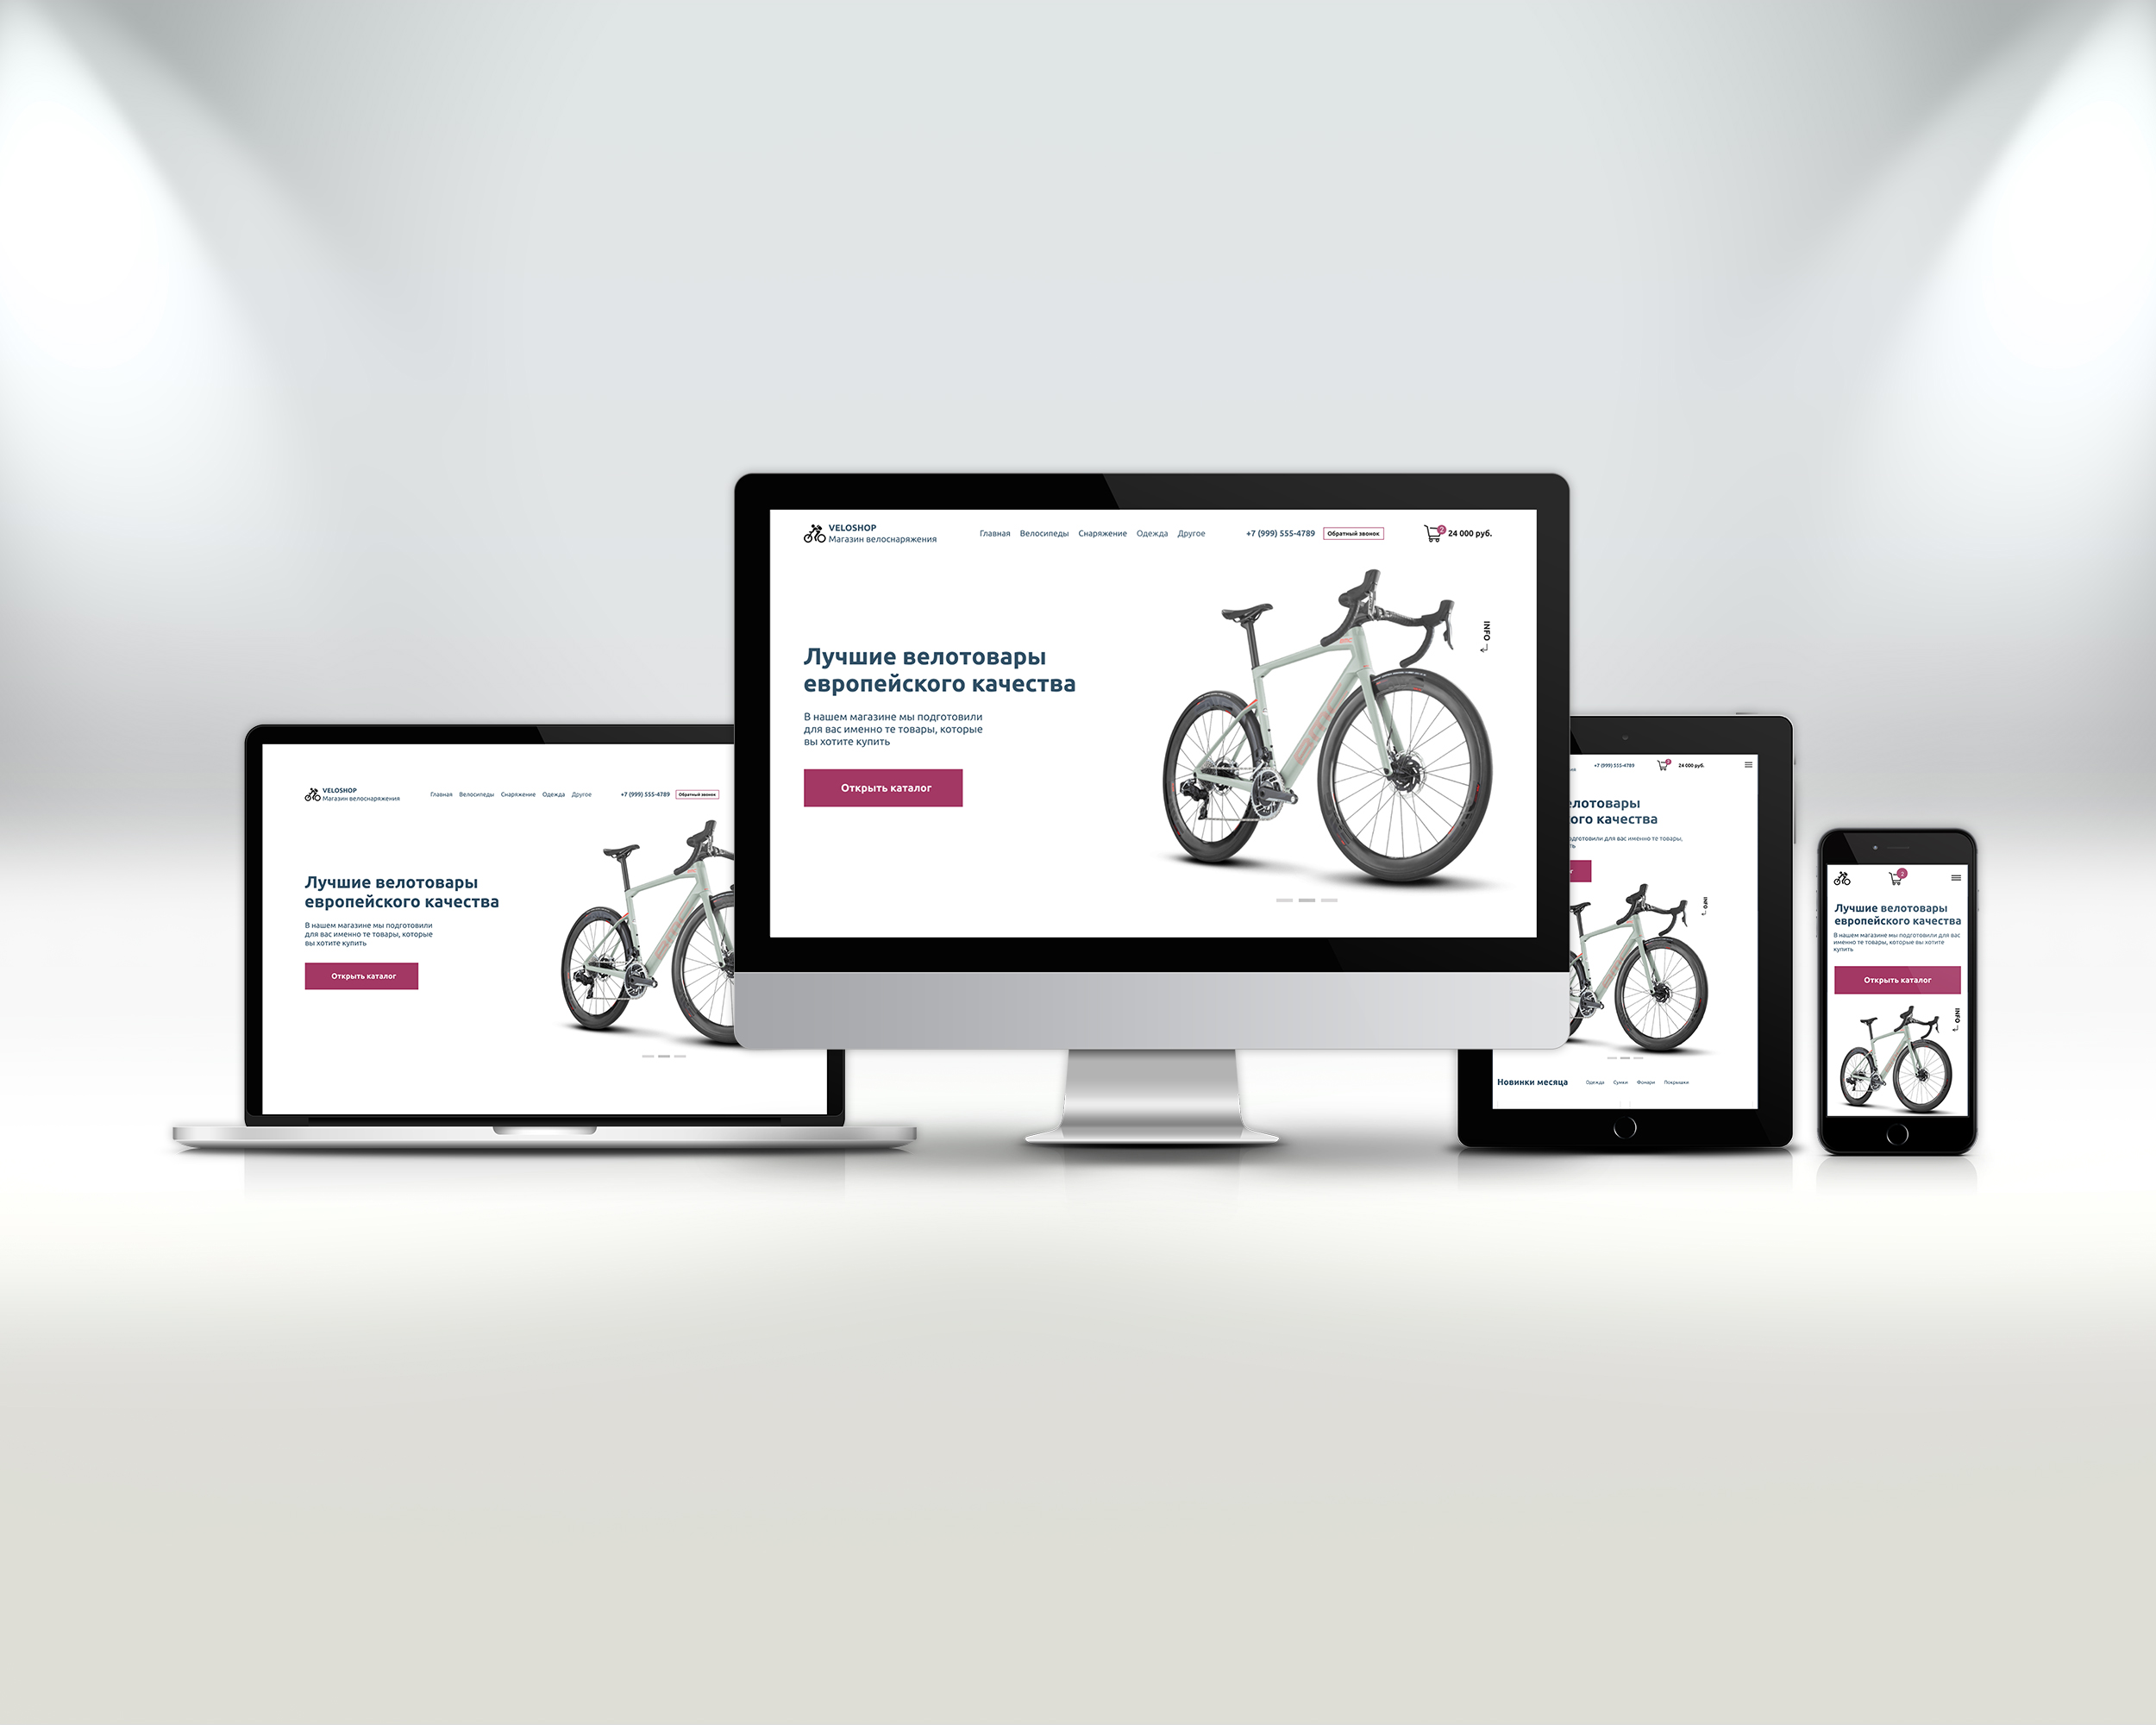 VELOSHOP
Магазин велоснаряжения
Главная Велосипеды Снаряжение Одежда Другое
+7 (999) 555-4789
Обратный звонок
2
24 000 руб.
INFO
Лучшие велотовары
европейского качества
В нашем магазине мы подготовили
для вас именно те товары, которые
вы хотите купить
Открыть каталог
VELOSHOP
Магазин велоснаряжения
Главная Велосипеды Снаряжение Одежда Другое
+7 (999) 555-4789
Обратный звонок
Лучшие велотовары
европейского качества
В нашем магазине мы подготовили
для вас именно те товары, которые
вы хотите купить
Открыть каталог
+7 (999) 555-4789
24 000 руб.
елотовары
ого качества
одготовили для вас именно те товары,
INFO
Новинки месяца
Одежда Сумки Фонари Покрышки
2
Лучшие велотовары
европейского качества
В нашем магазине мы подготовили для вас
именно те товары, которые вы хотите
купить
Открыть каталог
INFO